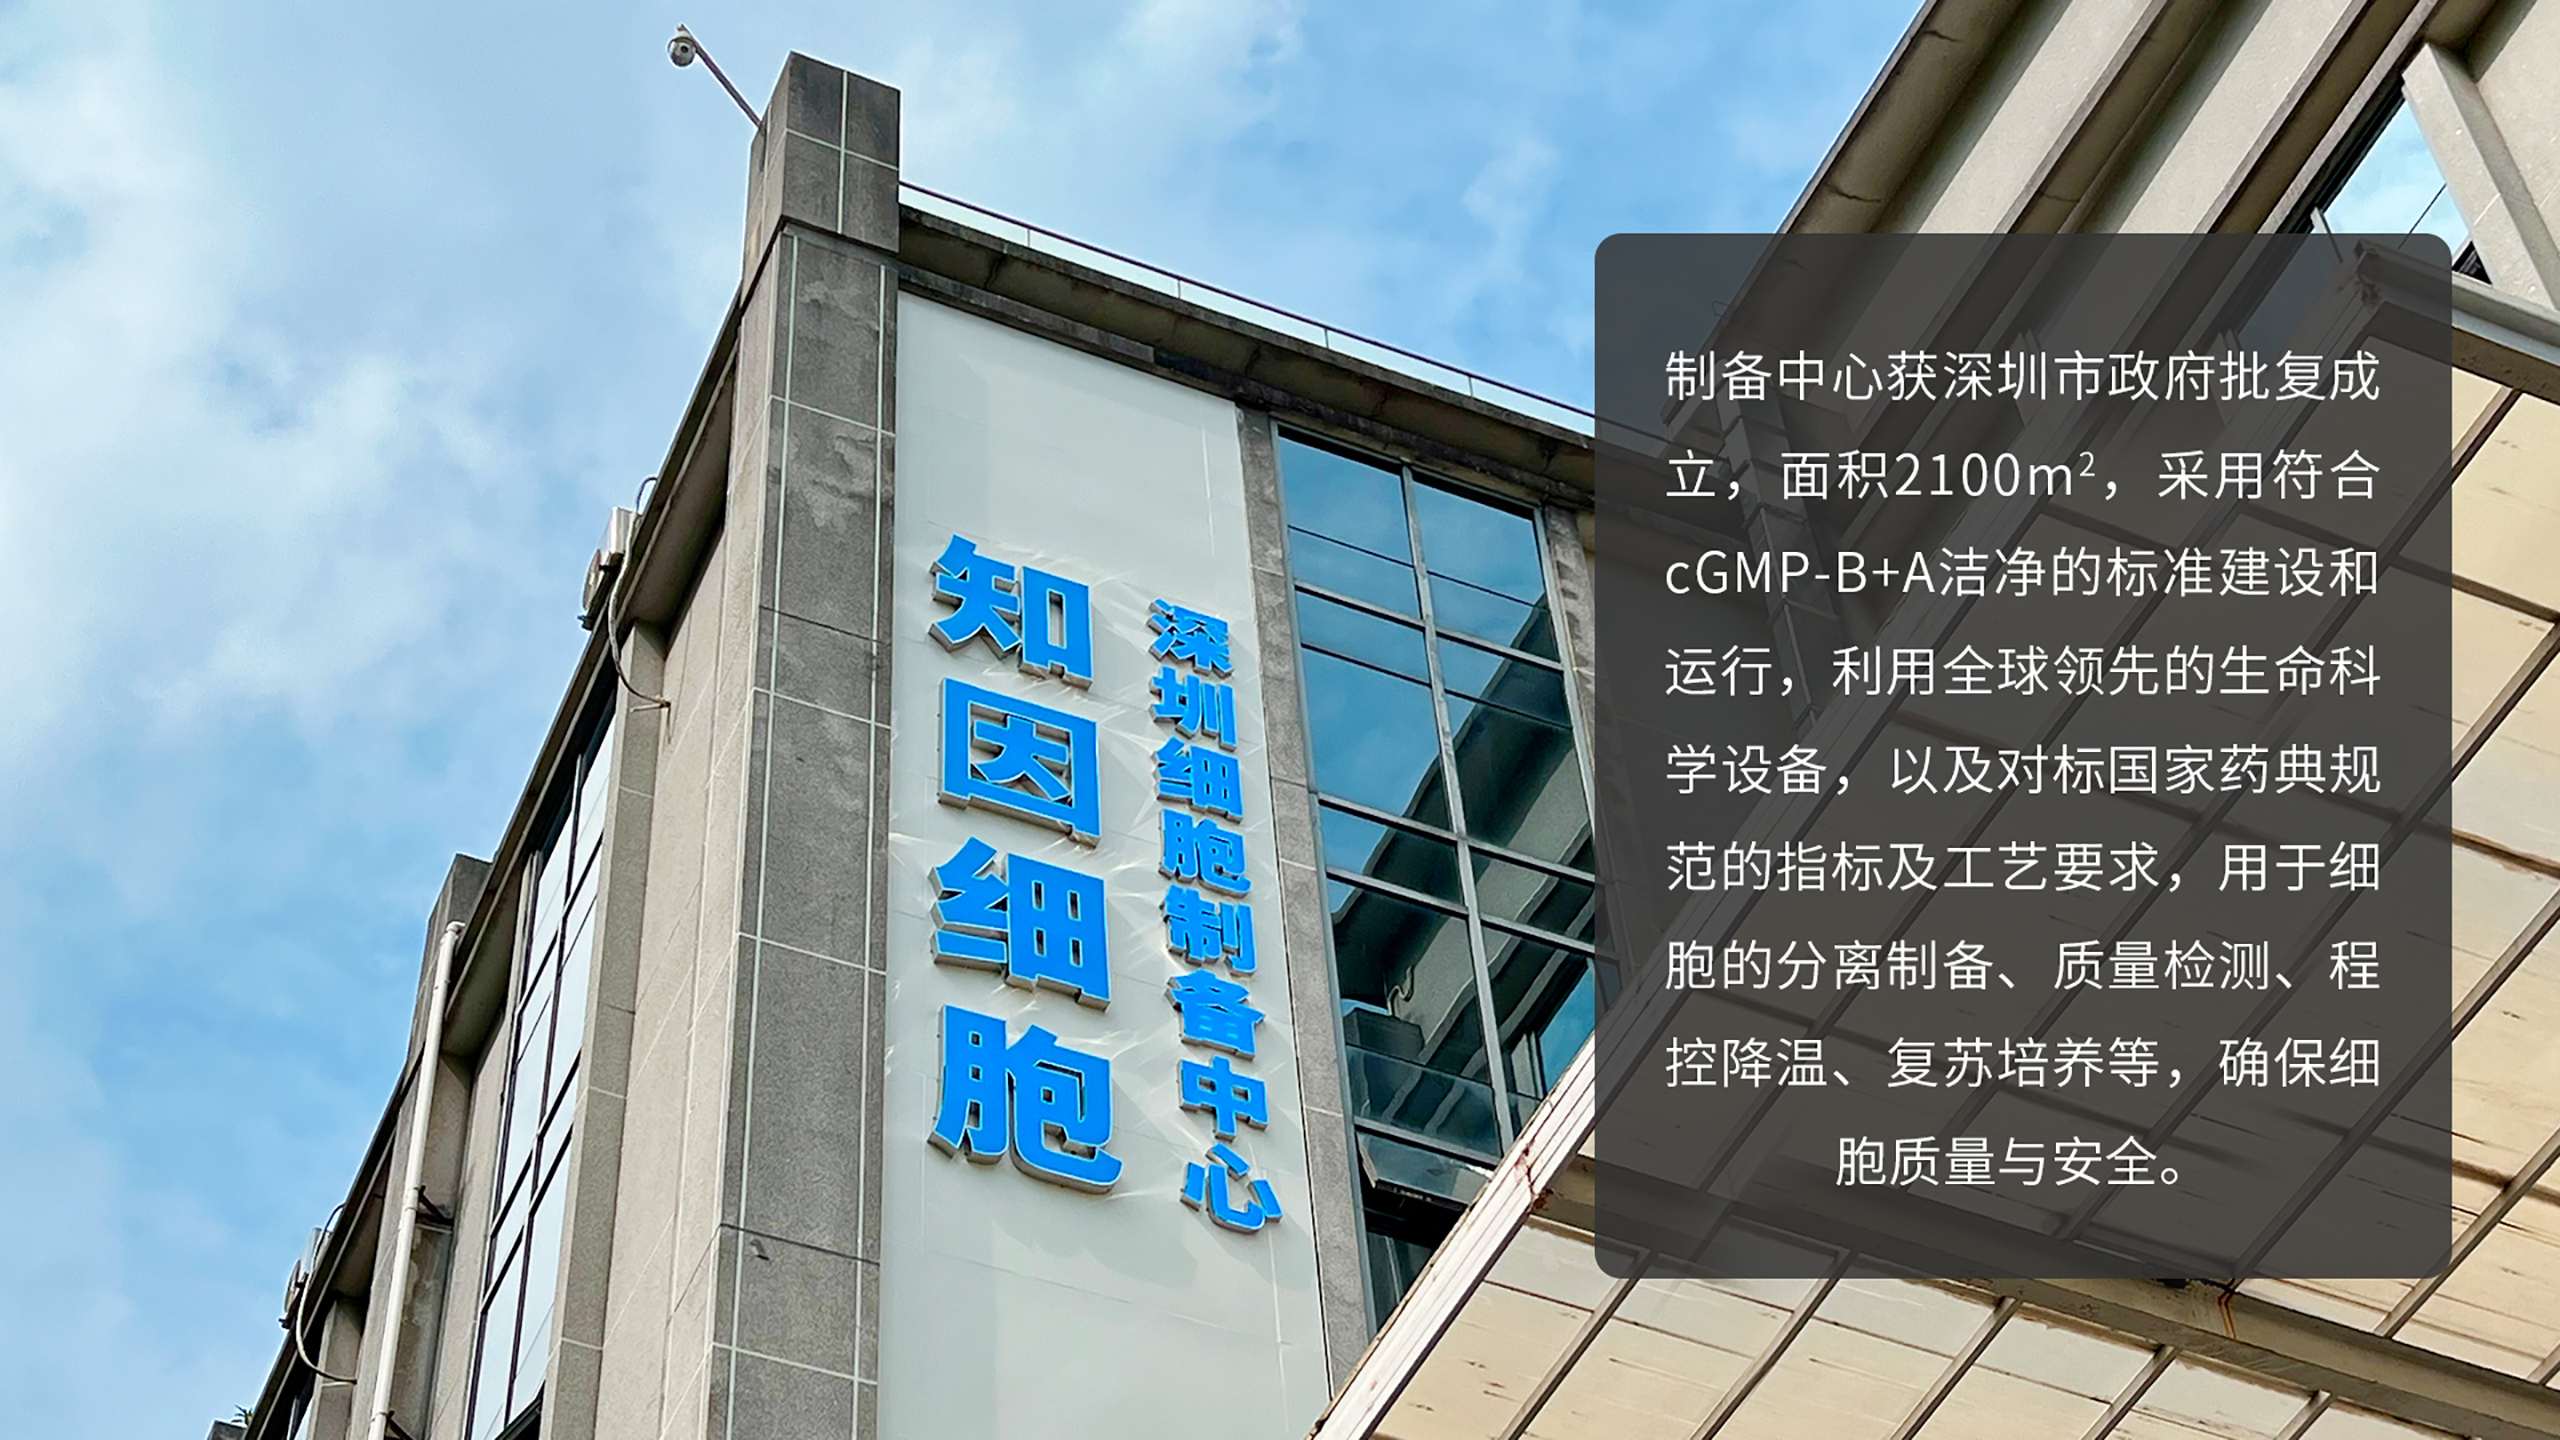 知因细胞
深圳细胞制备中心
制备中心获深圳市政府批复成
立，面积2100m²，采用符合
cGMP-B+A洁净的标准建设和
运行，利用全球领先的生命科
学设备，以及对标国家药典规
范的指标及工艺要求，用于细
胞的分离制备、质量检测、程
控降温、复苏培养等，确保细
胞质量与安全。